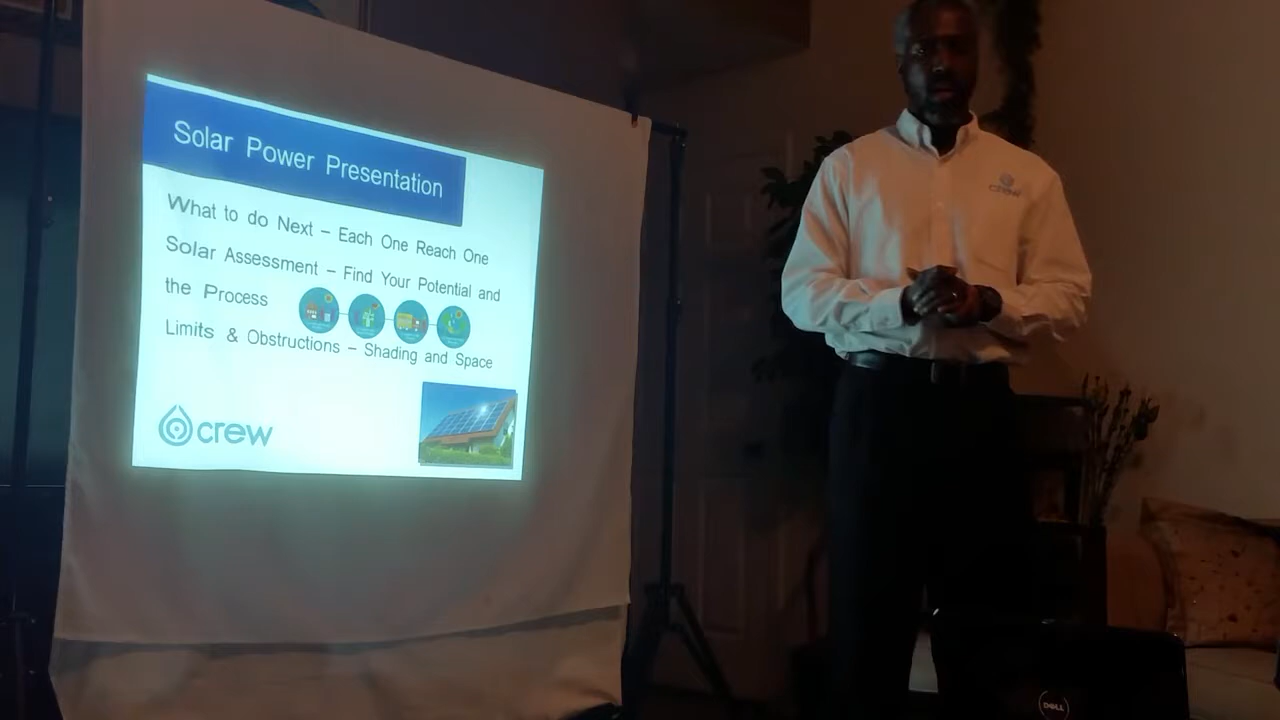 Solar Power Presentation
What to do Next – Each One Reach One
Solar Assessment – Find Your Potential and
the Process
Limits & Obstructions – Shading and Space
crew
crew
DELL